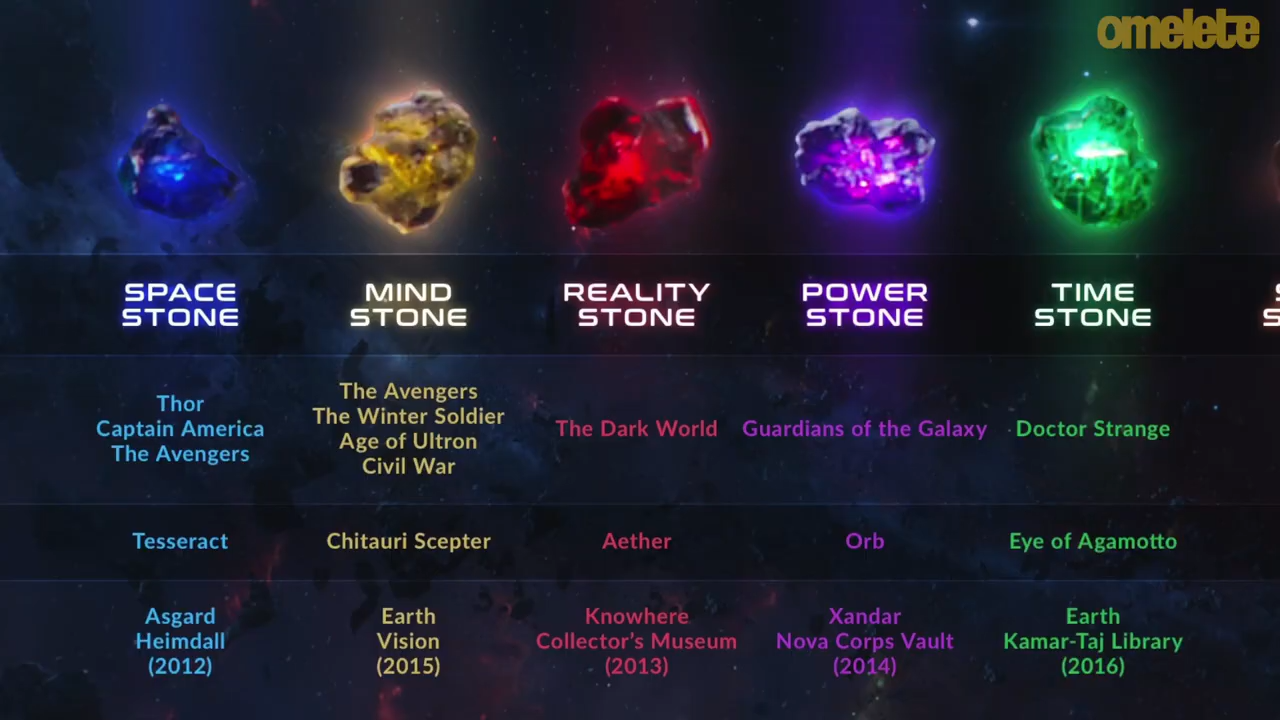 omelete
SPACE
STONE
MIND
STONE
REALITY
STONE
POWER
STONE
TIME
STONE
S
S
Thor
Captain America
The Avengers
The Avengers
The Winter Soldier
Age of Ultron
Civil War
The Dark World
Guardians of the Galaxy
Doctor Strange
Tesseract
Chitauri Scepter
Aether
Orb
Eye of Agamotto
Asgard
Heimdall
(2012)
Earth
Vision
(2015)
Knowhere
Collector’s Museum
(2013)
Xandar
Nova Corps Vault
(2014)
Earth
Kamar-Taj Library
(2016)